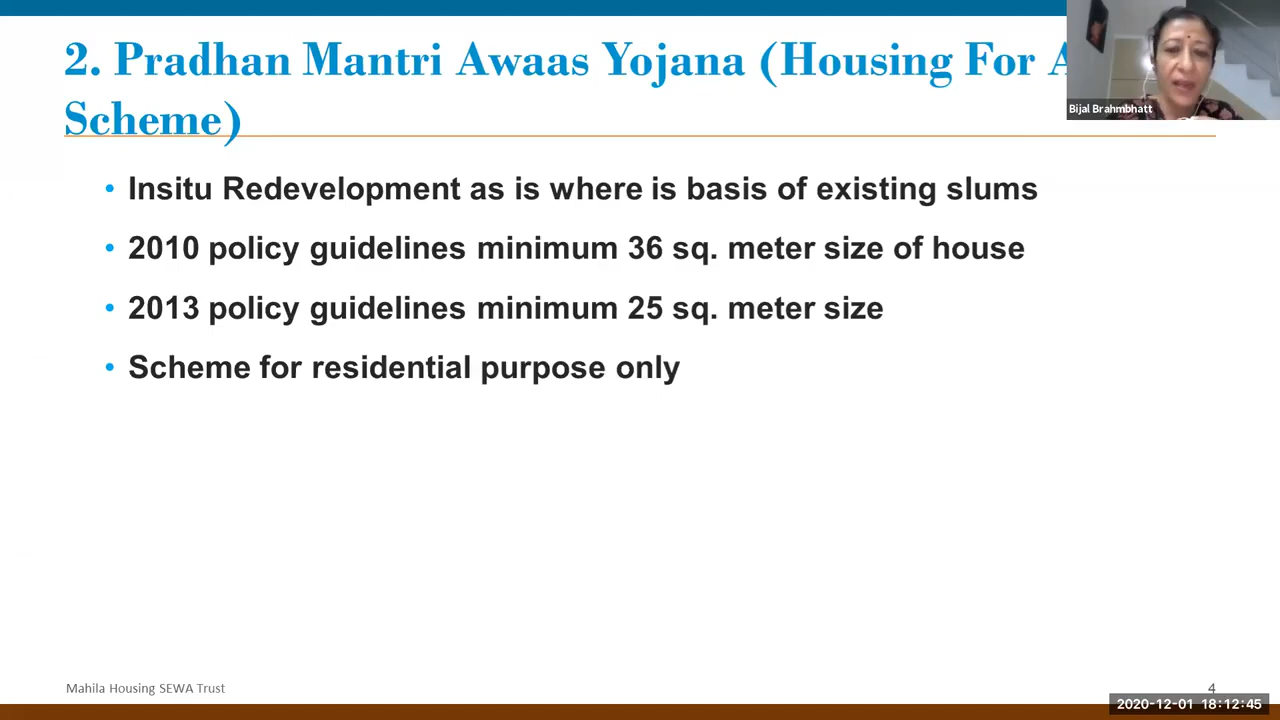 2. Pradhan Mantri Awaas Yojana (Housing For
Scheme)
Bijal Brahmbhatt
• Insitu Redevelopment as is where is basis of existing slums
• 2010 policy guidelines minimum 36 sq. meter size of house
• 2013 policy guidelines minimum 25 sq. meter size
• Scheme for residential purpose only
Mahila Housing SEWA Trust
4
2020-12-01 18:12:45